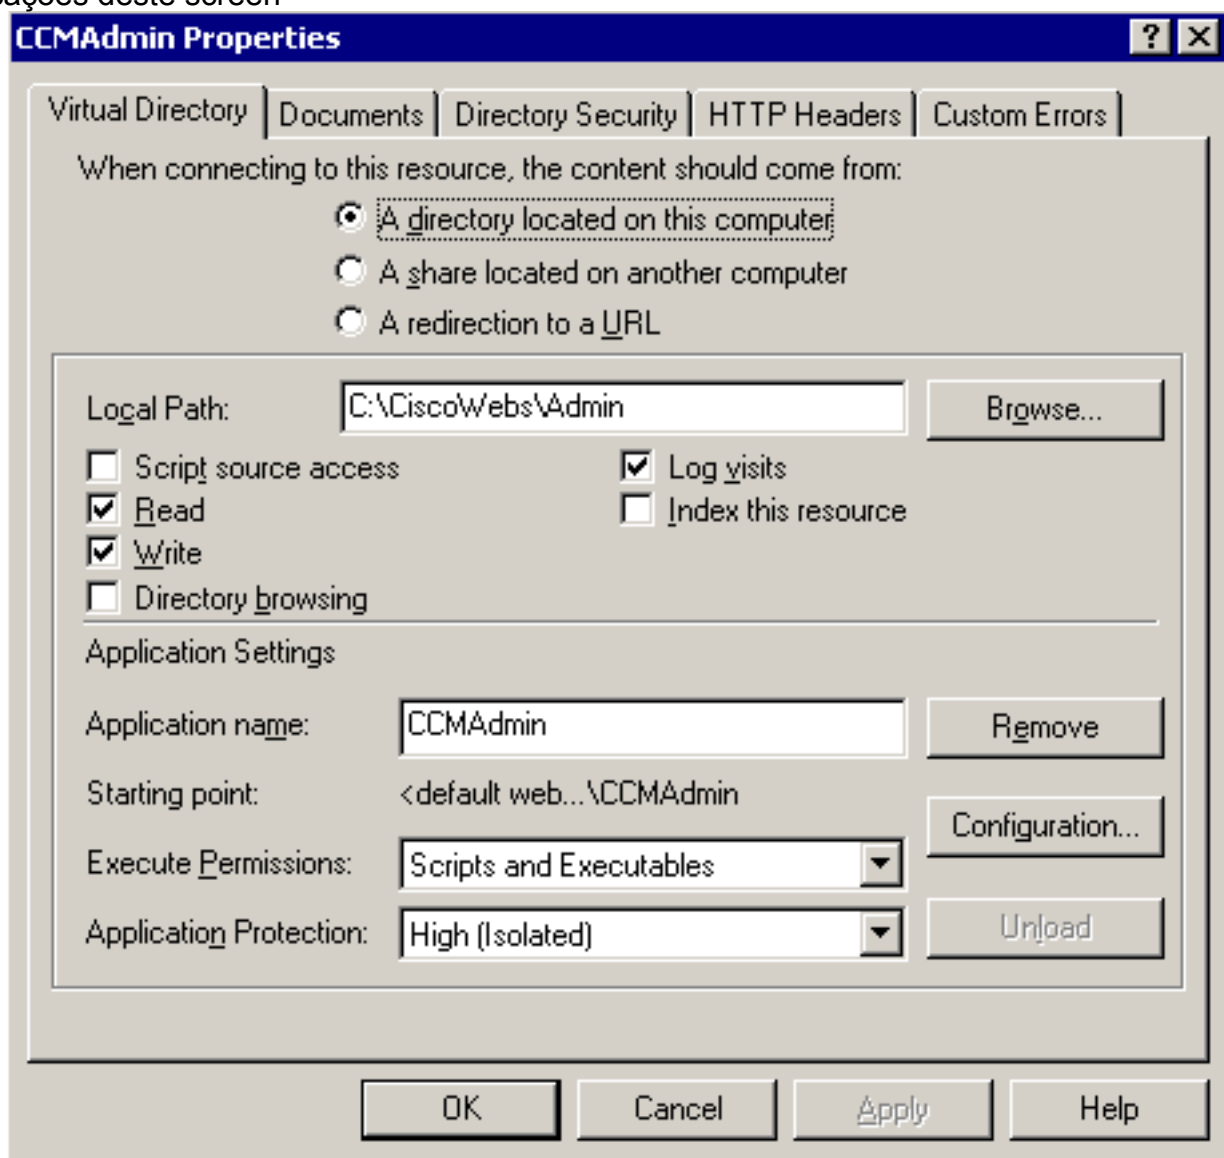 deste screen
CCMAdmin Properties
Virtual Directory Documents Directory Security HTTP Headers Custom Errors
When connecting to this resource, the content should come from:
A directory located on this computer
A share located on another computer
A redirection to a URL
Local Path: C:\CiscoWebs\Admin Browse...
Script source access Log visits
Read Index this resource
Write
Directory browsing
Application Settings
Application name: CCMAdmin Remove
Starting point: <default web...\CCMAdmin
Configuration...
Execute Permissions: Scripts and Executables
Application Protection: High (Isolated) Unload
OK Cancel Apply Help